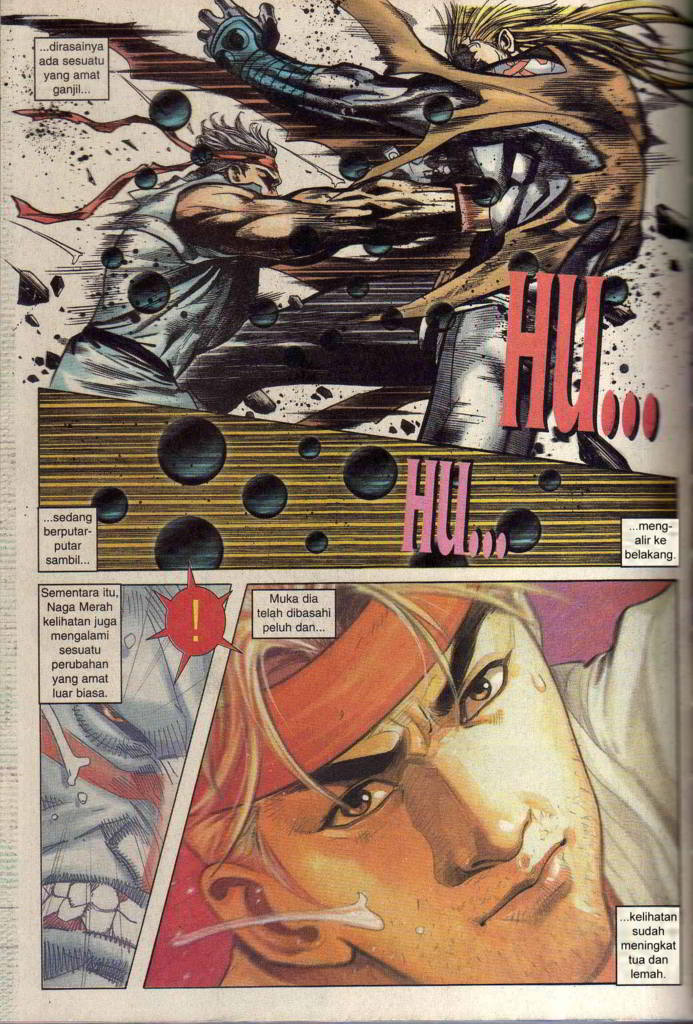 ...dirasainya
ada sesuatu
yang amat
ganjil...
HU...
HU...
...sedang
berputar-
putar
sambil...
...meng-
alir ke
belakang.
Sementara itu,
Naga Merah
kelihatan juga
mengalami
sesuatu
perubahan
yang amat
luar biasa.
!
Muka dia
telah dibasahi
peluh dan...
...kelihatan
sudah
meningkat
tua dan
lemah.